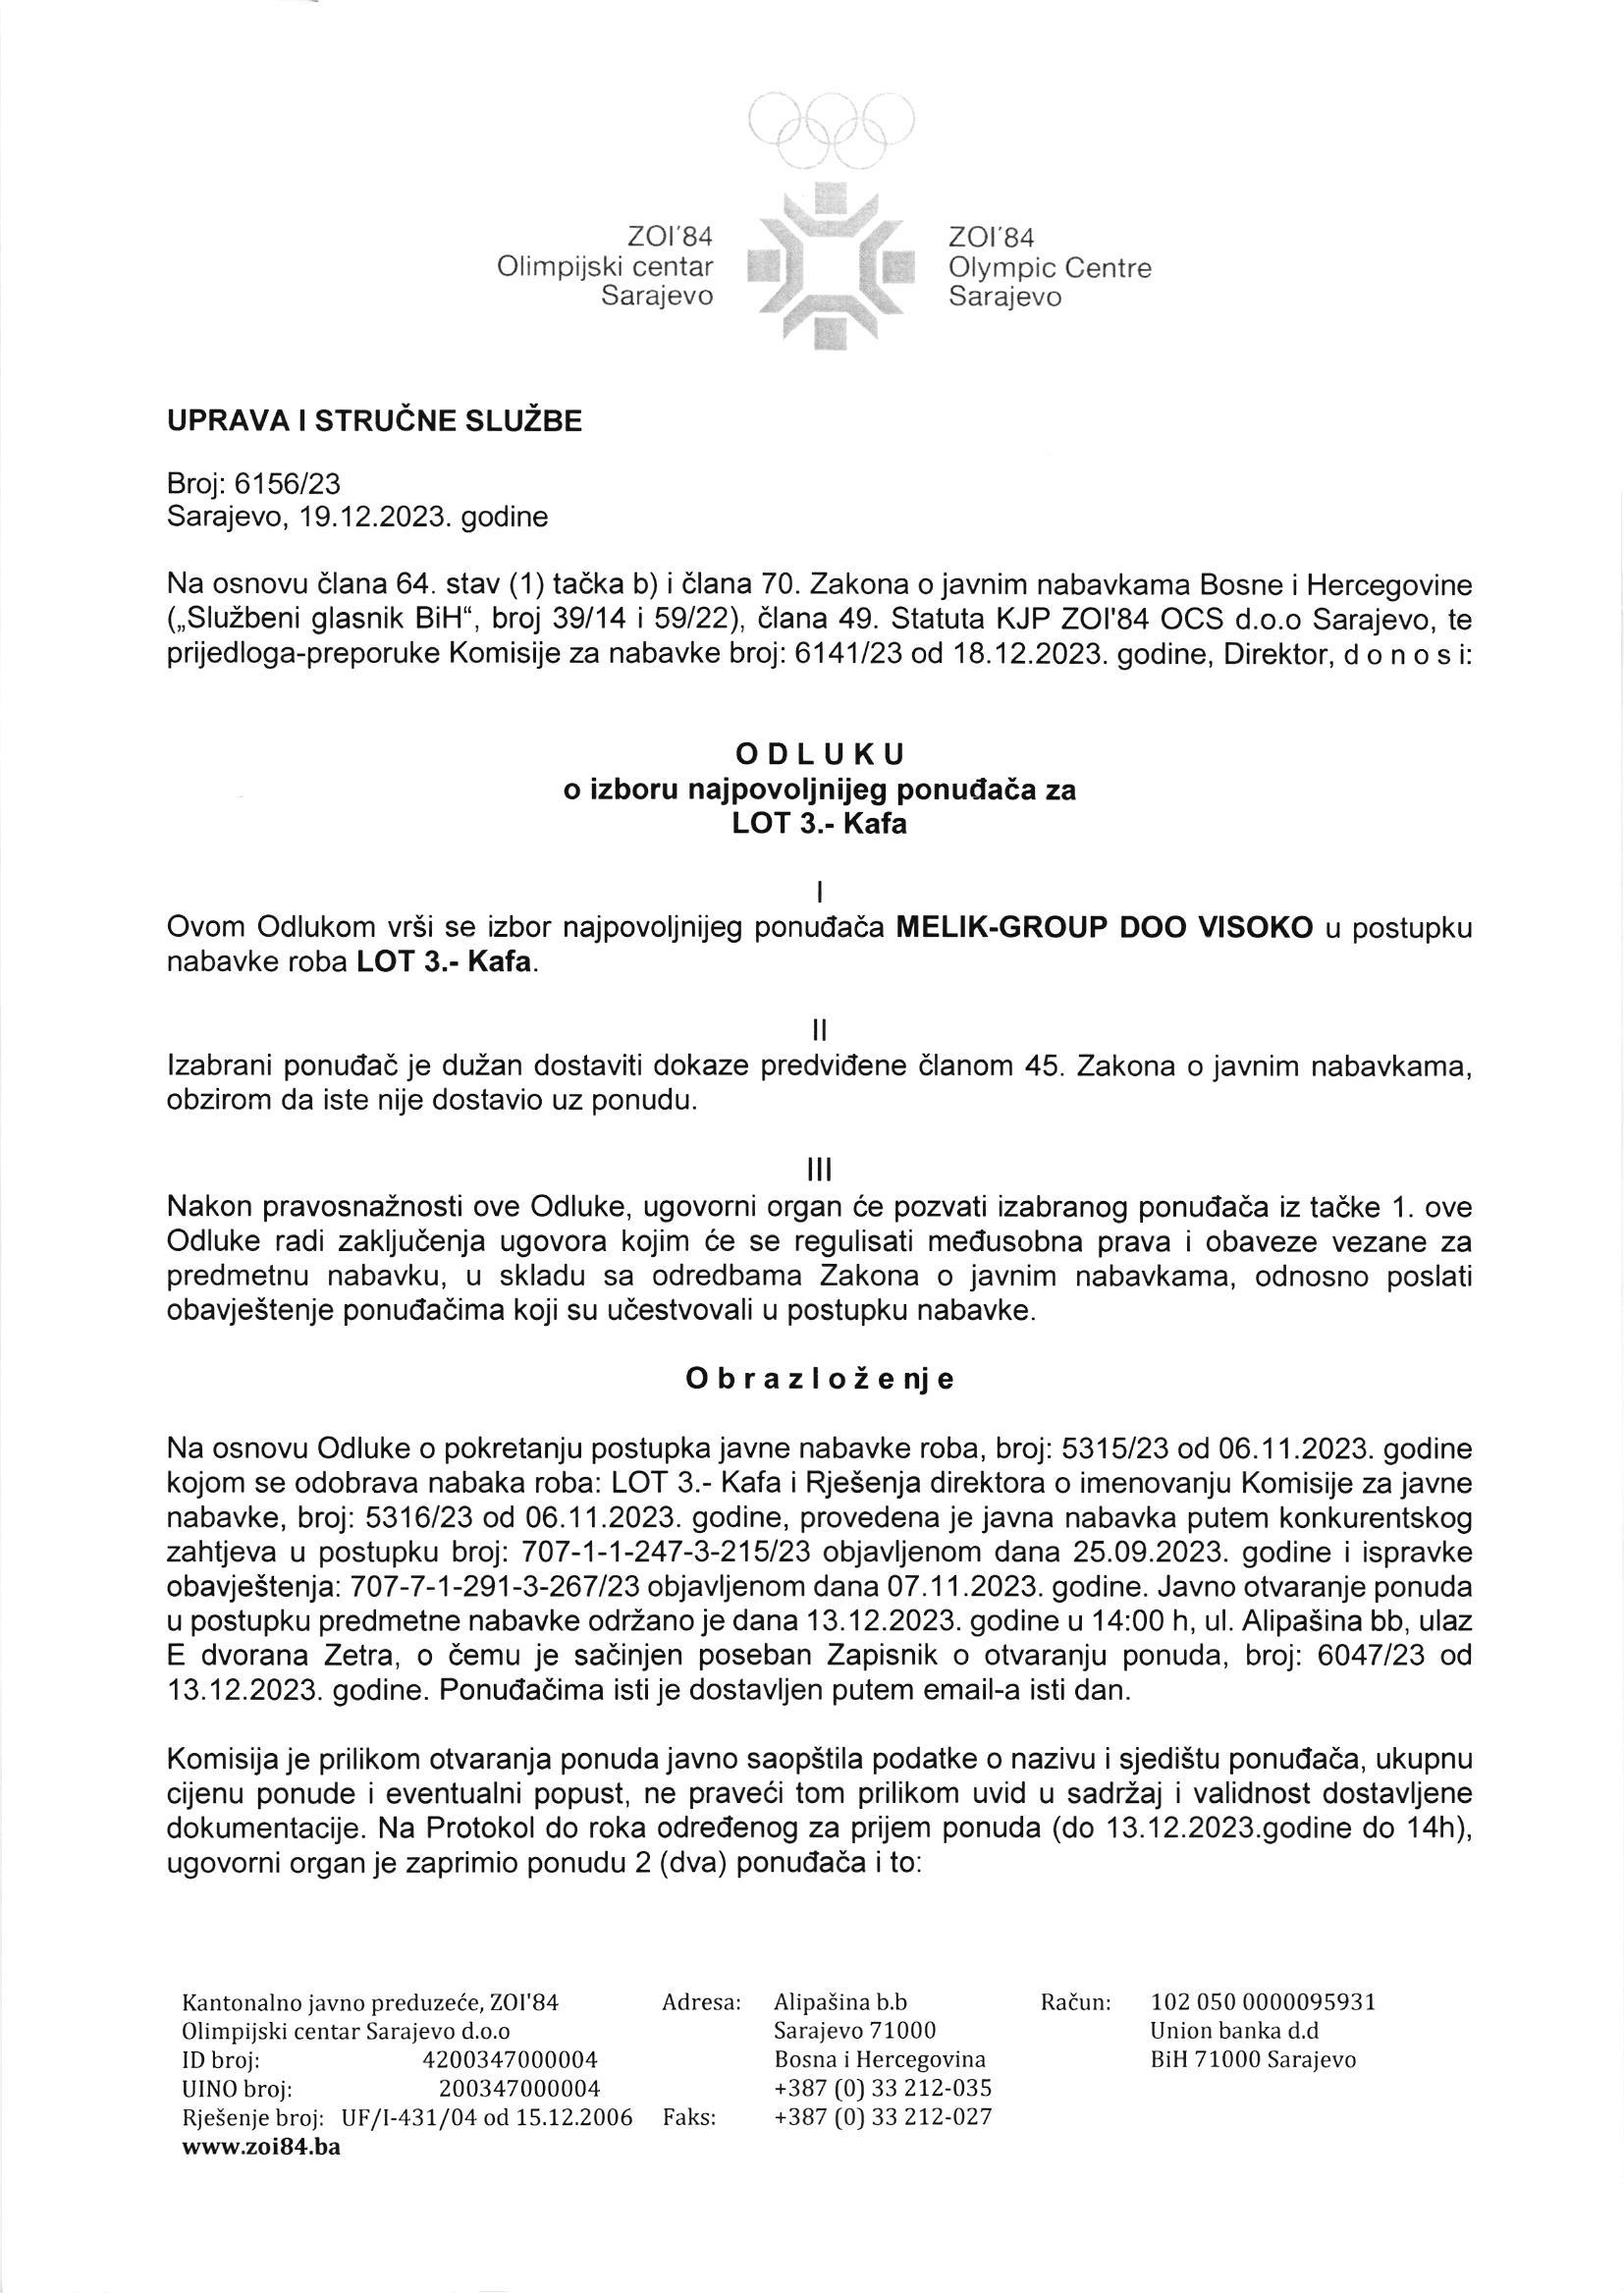 ZOI'84
Olimpijski centar
Sarajevo
ZOI'84
Olympic Centre
Sarajevo
UPRAVA I STRUČNE SLUŽBE
Broj: 6156/23
Sarajevo, 19.12.2023. godine
Na osnovu člana 64. stav (1) tačka b) i člana 70. Zakona o javnim nabavkama Bosne i Hercegovine
(„Službeni glasnik BiH“, broj 39/14 i 59/22), člana 49. Statuta KJP ZOI'84 OCS d.o.o Sarajevo, te
prijedloga-preporuke Komisije za nabavke broj: 6141/23 od 18.12.2023. godine, Direktor, d o n o s i:
O D L U K U
o izboru najpovoljnijeg ponuđača za
LOT 3.- Kafa
I
Ovom Odlukom vrši se izbor najpovoljnijeg ponuđača MELIK-GROUP DOO VISOKO u postupku
nabavke roba LOT 3.- Kafa.
II
Izabrani ponuđač je dužan dostaviti dokaze predviđene članom 45. Zakona o javnim nabavkama,
obzirom da iste nije dostavio uz ponudu.
III
Nakon pravosnažnosti ove Odluke, ugovorni organ će pozvati izabranog ponuđača iz tačke 1. ove
Odluke radi zaključenja ugovora kojim će se regulisati međusobna prava i obaveze vezane za
predmetnu nabavku, u skladu sa odredbama Zakona o javnim nabavkama, odnosno poslati
obavještenje ponuđačima koji su učestvovali u postupku nabavke.
O b r a z l o ž e nj e
Na osnovu Odluke o pokretanju postupka javne nabavke roba, broj: 5315/23 od 06.11.2023. godine
kojom se odobrava nabaka roba: LOT 3.- Kafa i Rješenja direktora o imenovanju Komisije za javne
nabavke, broj: 5316/23 od 06.11.2023. godine, provedena je javna nabavka putem konkurentskog
zahtjeva u postupku broj: 707-1-1-247-3-215/23 objavljenom dana 25.09.2023. godine i ispravke
obavještenja: 707-7-1-291-3-267/23 objavljenom dana 07.11.2023. godine. Javno otvaranje ponuda
u postupku predmetne nabavke održano je dana 13.12.2023. godine u 14:00 h, ul. Alipašina bb, ulaz
E dvorana Zetra, o čemu je sačinjen poseban Zapisnik o otvaranju ponuda, broj: 6047/23 od
13.12.2023. godine. Ponuđačima isti je dostavljen putem email-a isti dan.
Komisija je prilikom otvaranja ponuda javno saopštila podatke o nazivu i sjedištu ponuđača, ukupnu
cijenu ponude i eventualni popust, ne praveći tom prilikom uvid u sadržaj i validnost dostavljene
dokumentacije. Na Protokol do roka određenog za prijem ponuda (do 13.12.2023.godine do 14h),
ugovorni organ je zaprimio ponudu 2 (dva) ponuđača i to:
Kantonalno javno preduzeće, ZOI'84 Adresa: Alipašina b.b Račun: 102 050 0000095931
Olimpijski centar Sarajevo d.o.o Sarajevo 71000 Union banka d.d
ID broj: 4200347000004 Bosna i Hercegovina BiH 71000 Sarajevo
UINO broj: 200347000004 +387 (0) 33 212-035
Rješenje broj: UF/I-431/04 od 15.12.2006 Faks: +387 (0) 33 212-027
www.zoi84.ba